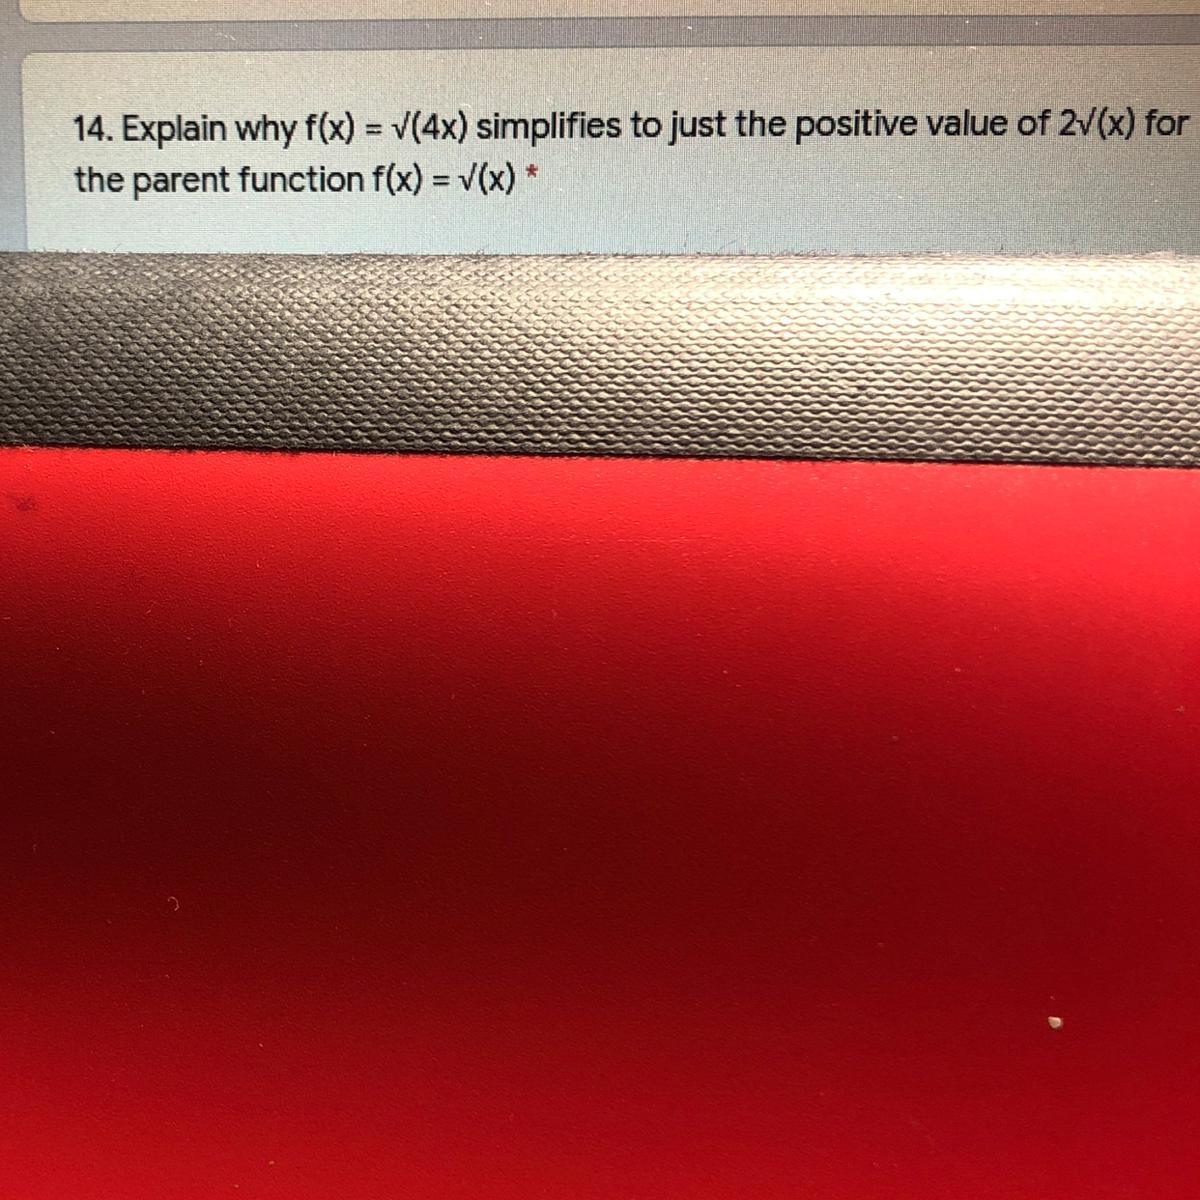 14. Explain why f(x) = √(4x) simplifies to just the positive value of 2√(x) for
the parent function f(x) = √(x) *